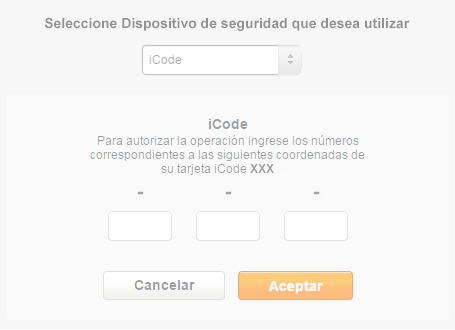 Seleccione Dispositivo de seguridad que desea utilizar
iCode
iCode
Para autorizar la operación ingrese los números
correspondientes a las siguientes coordenadas de
su tarjeta iCode XXX
- - -
Cancelar Aceptar